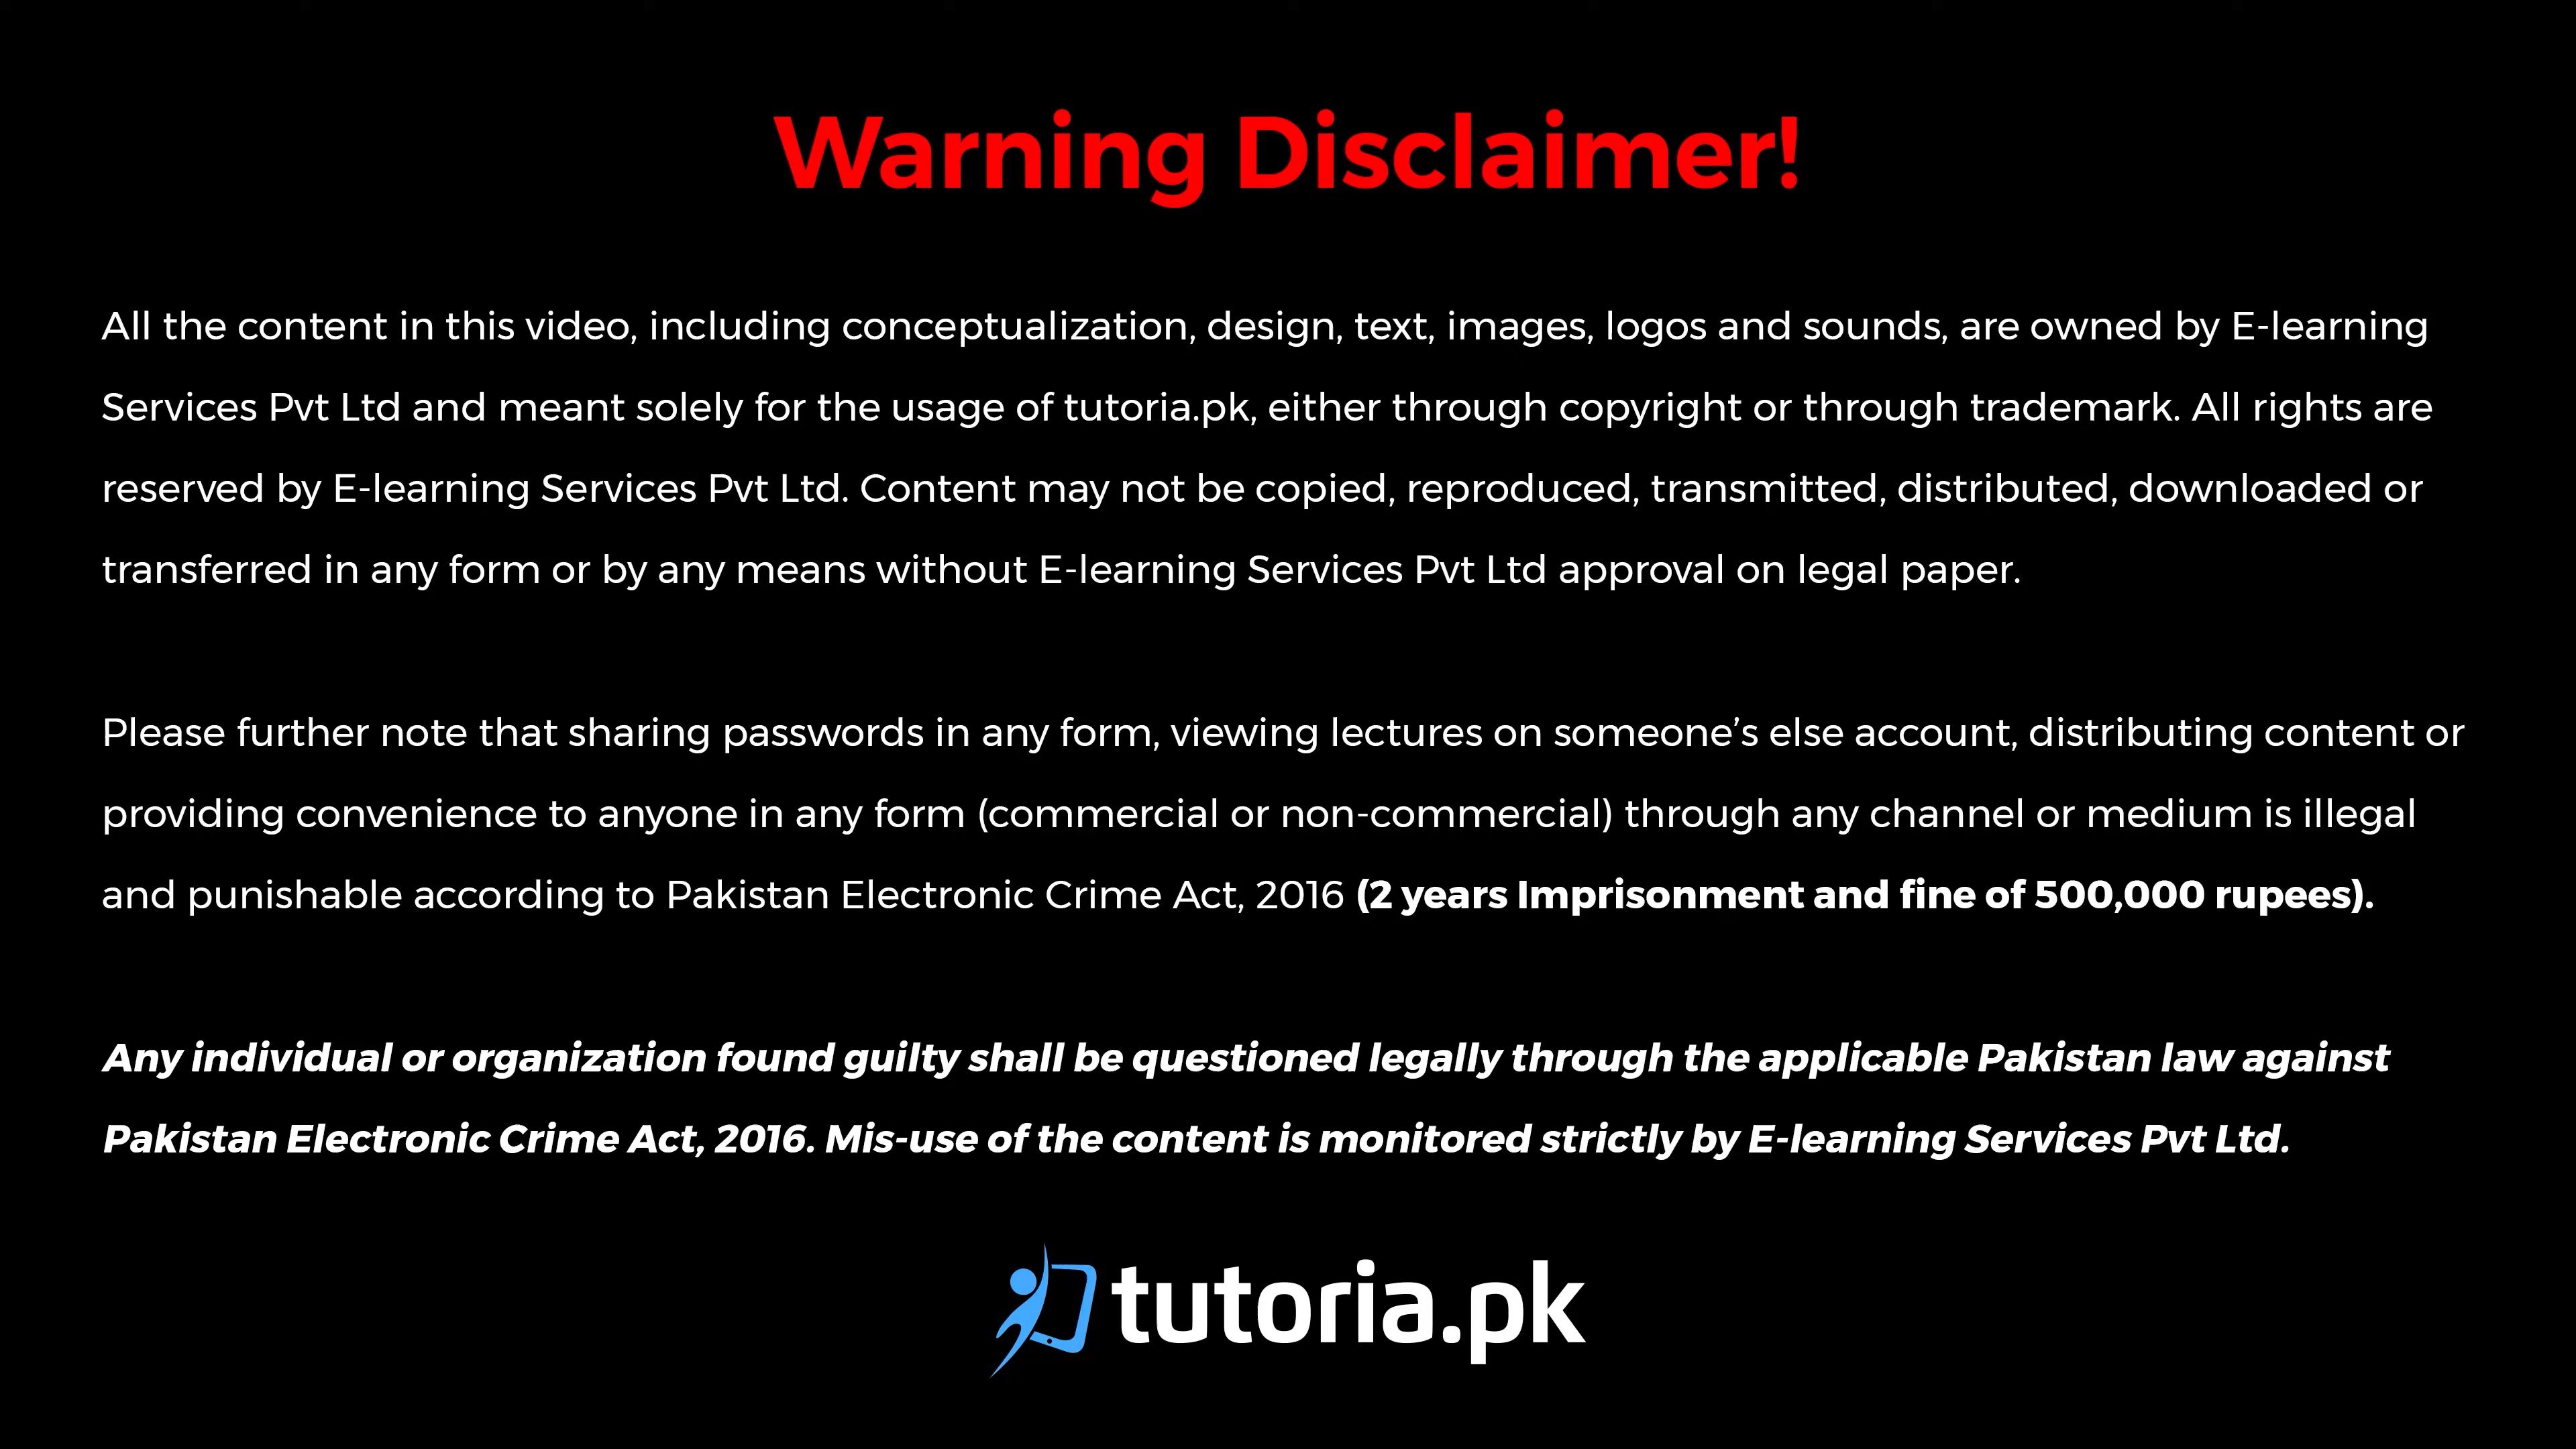 Warning Disclaimer!
All the content in this video, including conceptualization, design, text, images, logos and sounds, are owned by E-learning
Services Pvt Ltd and meant solely for the usage of tutoria.pk, either through copyright or through trademark. All rights are
reserved by E-learning Services Pvt Ltd. Content may not be copied, reproduced, transmitted, distributed, downloaded or
transferred in any form or by any means without E-learning Services Pvt Ltd approval on legal paper.
Please further note that sharing passwords in any form, viewing lectures on someone’s else account, distributing content or
providing convenience to anyone in any form (commercial or non-commercial) through any channel or medium is illegal
and punishable according to Pakistan Electronic Crime Act, 2016 (2 years Imprisonment and fine of 500,000 rupees).
Any individual or organization found guilty shall be questioned legally through the applicable Pakistan law against
Pakistan Electronic Crime Act, 2016. Mis-use of the content is monitored strictly by E-learning Services Pvt Ltd.
tutoria.pk